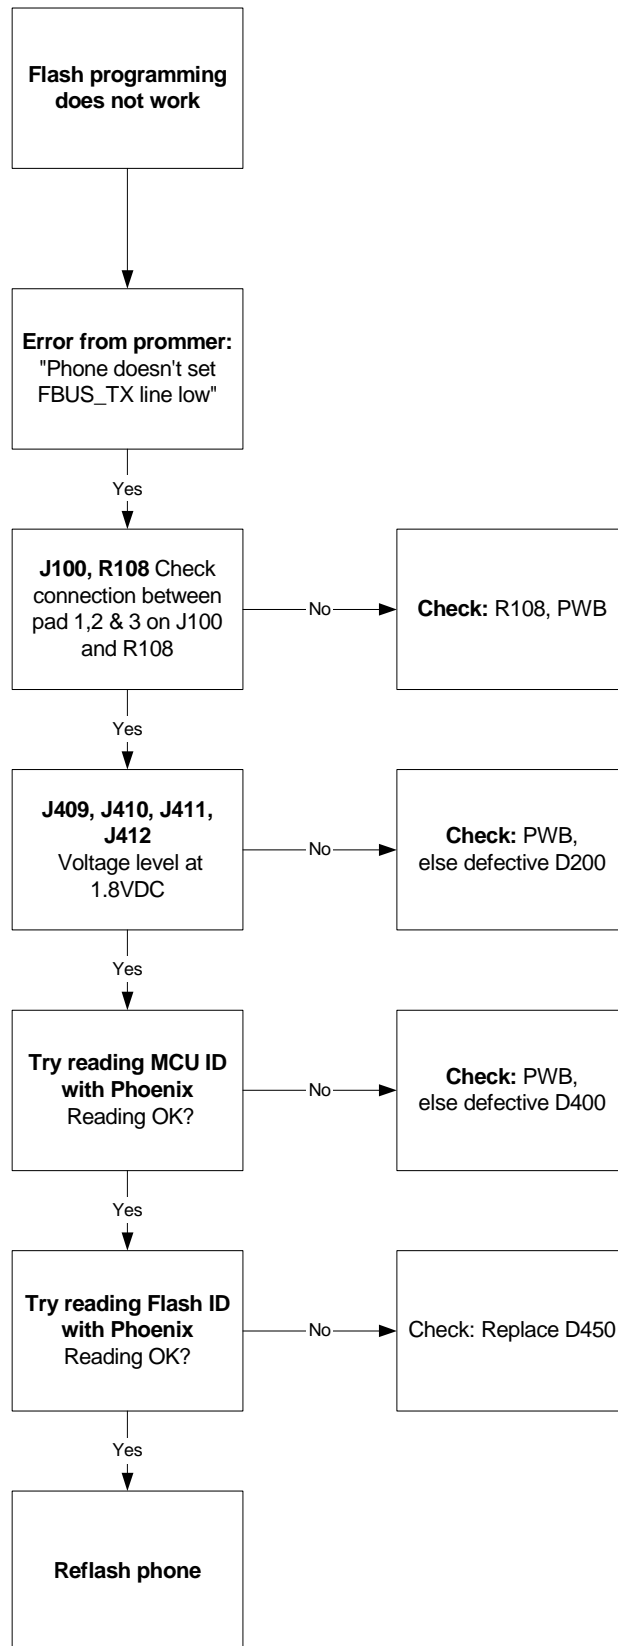 Flash programming
does not work
Error from prommer:
"Phone doesn't set
FBUS_TX line low"
Yes
J100, R108 Check
connection between
pad 1,2 & 3 on J100
and R108
No
Check: R108, PWB
Yes
J409, J410, J411,
J412
Voltage level at
1.8VDC
No
Check: PWB,
else defective D200
Yes
Try reading MCU ID
with Phoenix
Reading OK?
No
Check: PWB,
else defective D400
Yes
Try reading Flash ID
with Phoenix
Reading OK?
No
Check: Replace D450
Yes
Reflash phone